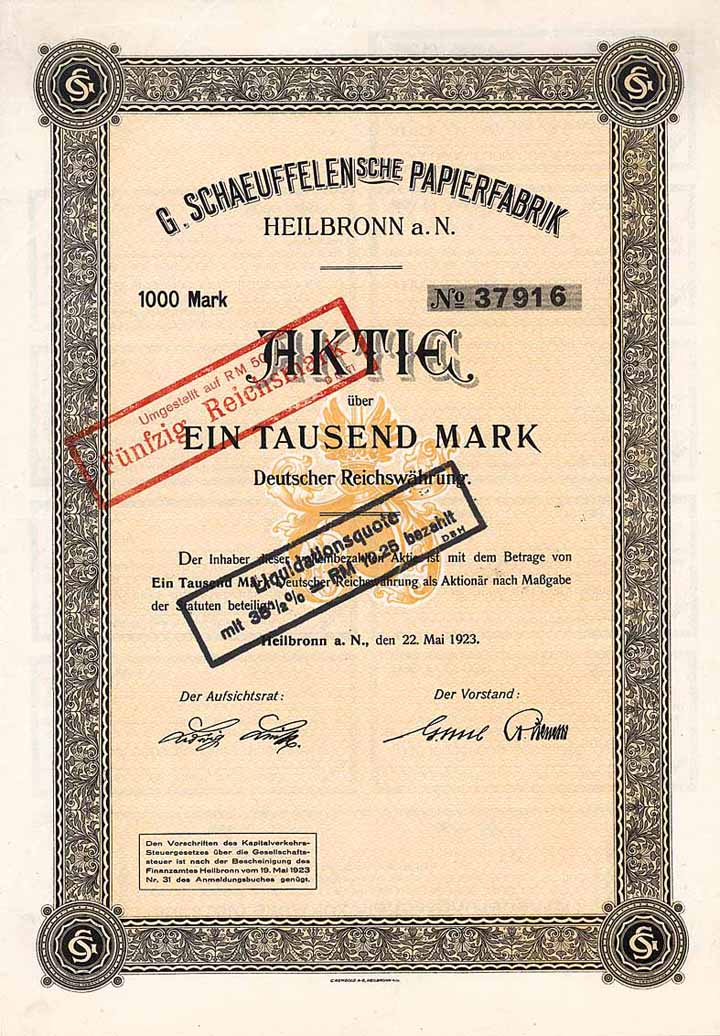 G. SCHAEUFFELENSCHE PAPIERFABRIK
HEILBRONN a. N.
1000 Mark
No 37916
AKTIE
Umgestellt auf RM 50
Fünfzig Reichsmark
über
EIN TAUSEND MARK
Deutscher Reichswährung.
Liquidationsquote
mit 38½% = RM 19.25 bezahlt
DBH
Der Inhaber dieser Aktie ist mit dem Betrage von
Ein Tausend Mark Deutscher Reichswährung als Aktionär nach Maßgabe
der Statuten beteiligt.
Heilbronn a. N., den 22. Mai 1923.
Der Aufsichtsrat:
Der Vorstand:
Den Vorschriften des Kapitalverkehrs-
Steuergesetzes über die Gesellschafts-
steuer ist nach der Bescheinigung des
Finanzamtes Heilbronn vom 19. Mai 1923
Nr. 31 des Anmeldungsbuches genügt.